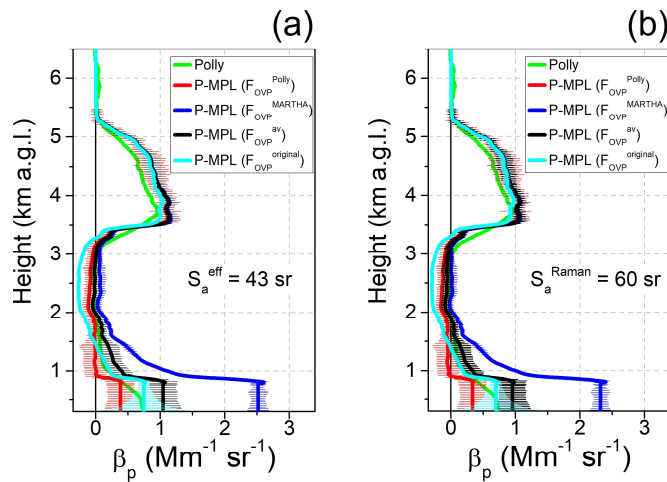 (a)
6
5
4
3
2
1
Height (km a.g.l.)
Polly
P-MPL (F_OVP^Polly)
P-MPL (F_OVP^MARTHA)
P-MPL (F_OVP^av)
P-MPL (F_OVP^original)
S_a^eff = 43 sr
0 1 2 3
β_p (Mm^-1 sr^-1)
(b)
6
5
4
3
2
1
Height (km a.g.l.)
Polly
P-MPL (F_OVP^Polly)
P-MPL (F_OVP^MARTHA)
P-MPL (F_OVP^av)
P-MPL (F_OVP^original)
S_a^Raman = 60 sr
0 1 2 3
β_p (Mm^-1 sr^-1)